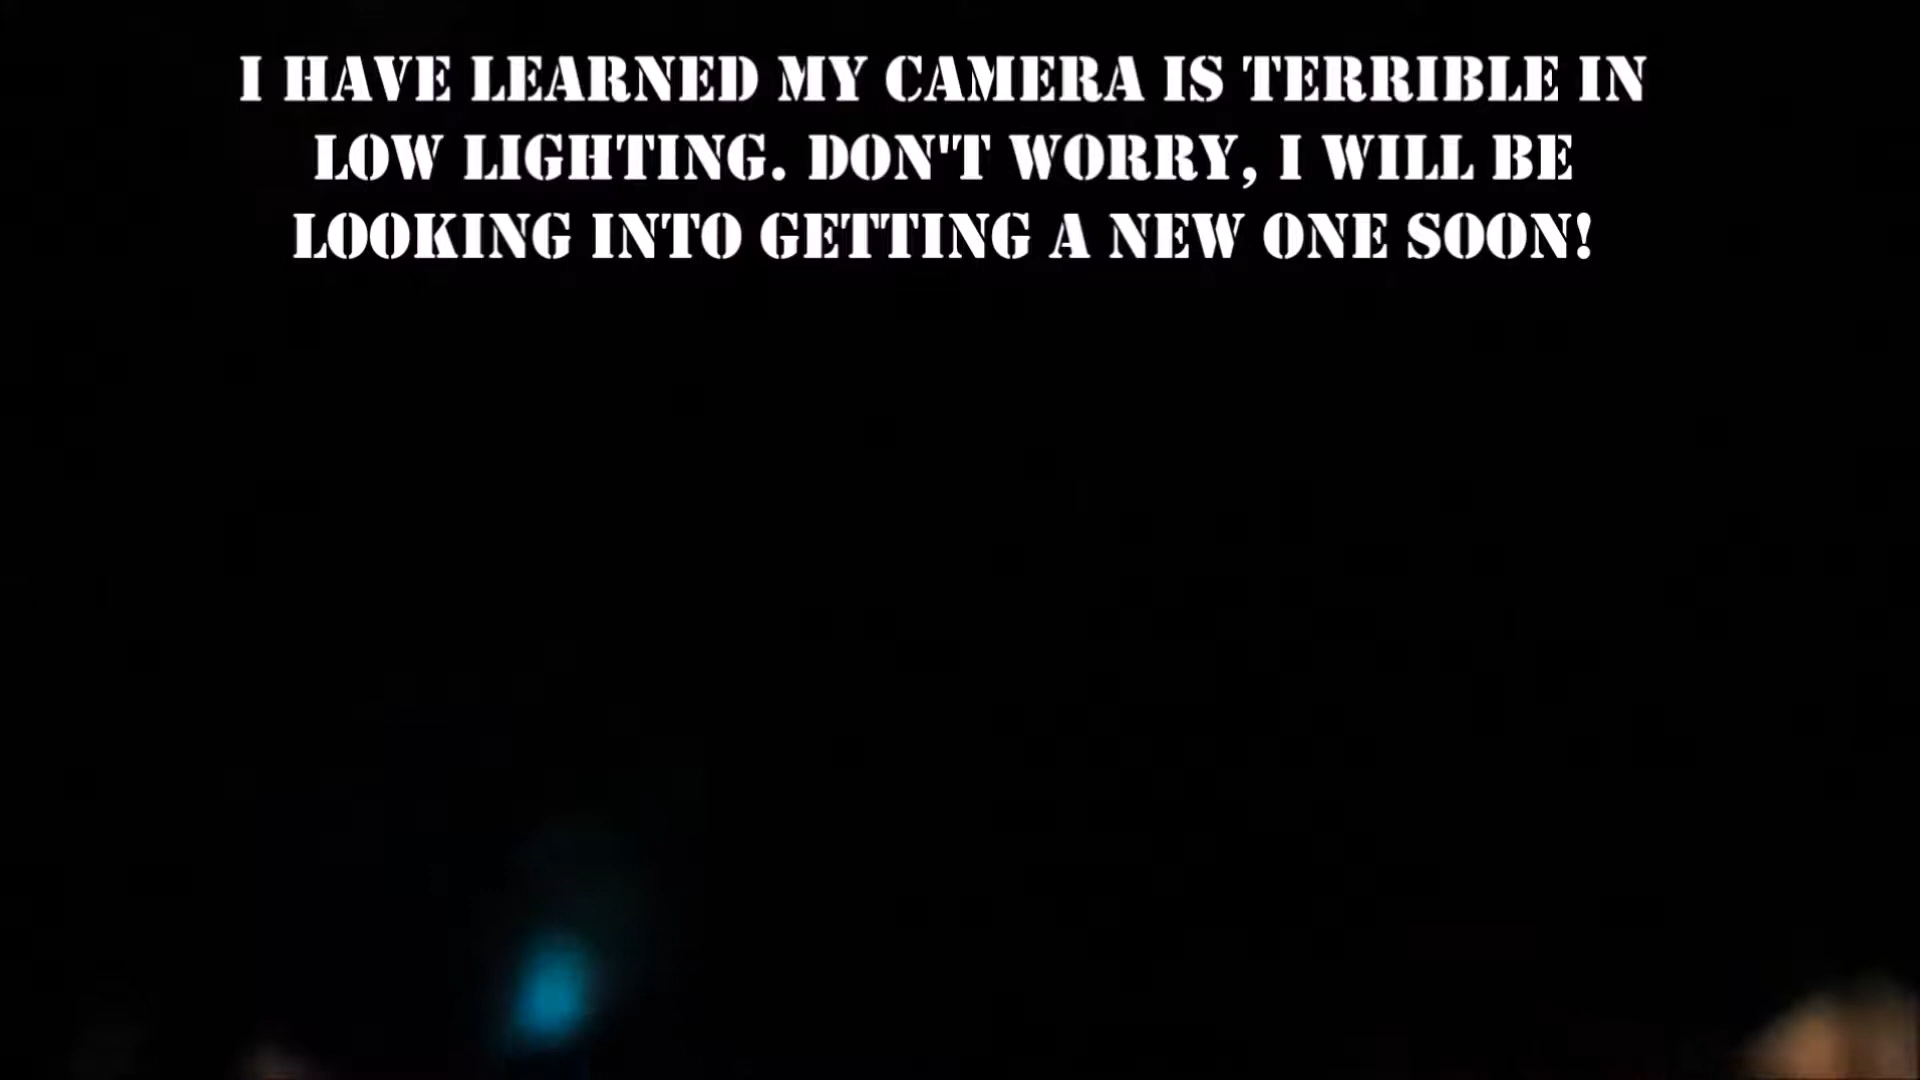 I HAVE LEARNED MY CAMERA IS TERRIBLE IN
LOW LIGHTING. DON'T WORRY, I WILL BE
LOOKING INTO GETTING A NEW ONE SOON!